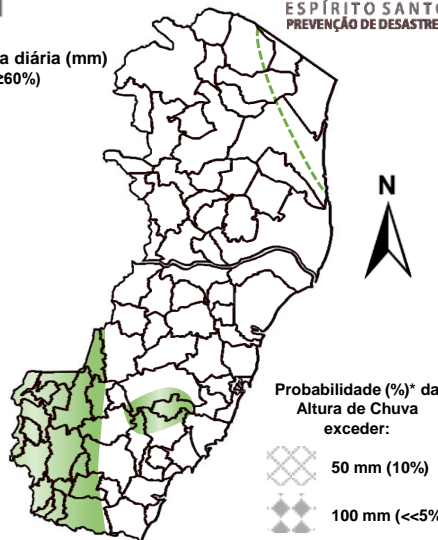 ESPÍRITO SANTO
PREVENÇÃO DE DESASTRE
a diária (mm)
≥60%)
N
Probabilidade (%)* da
Altura de Chuva
exceder:
50 mm (10%)
100 mm (<<5%